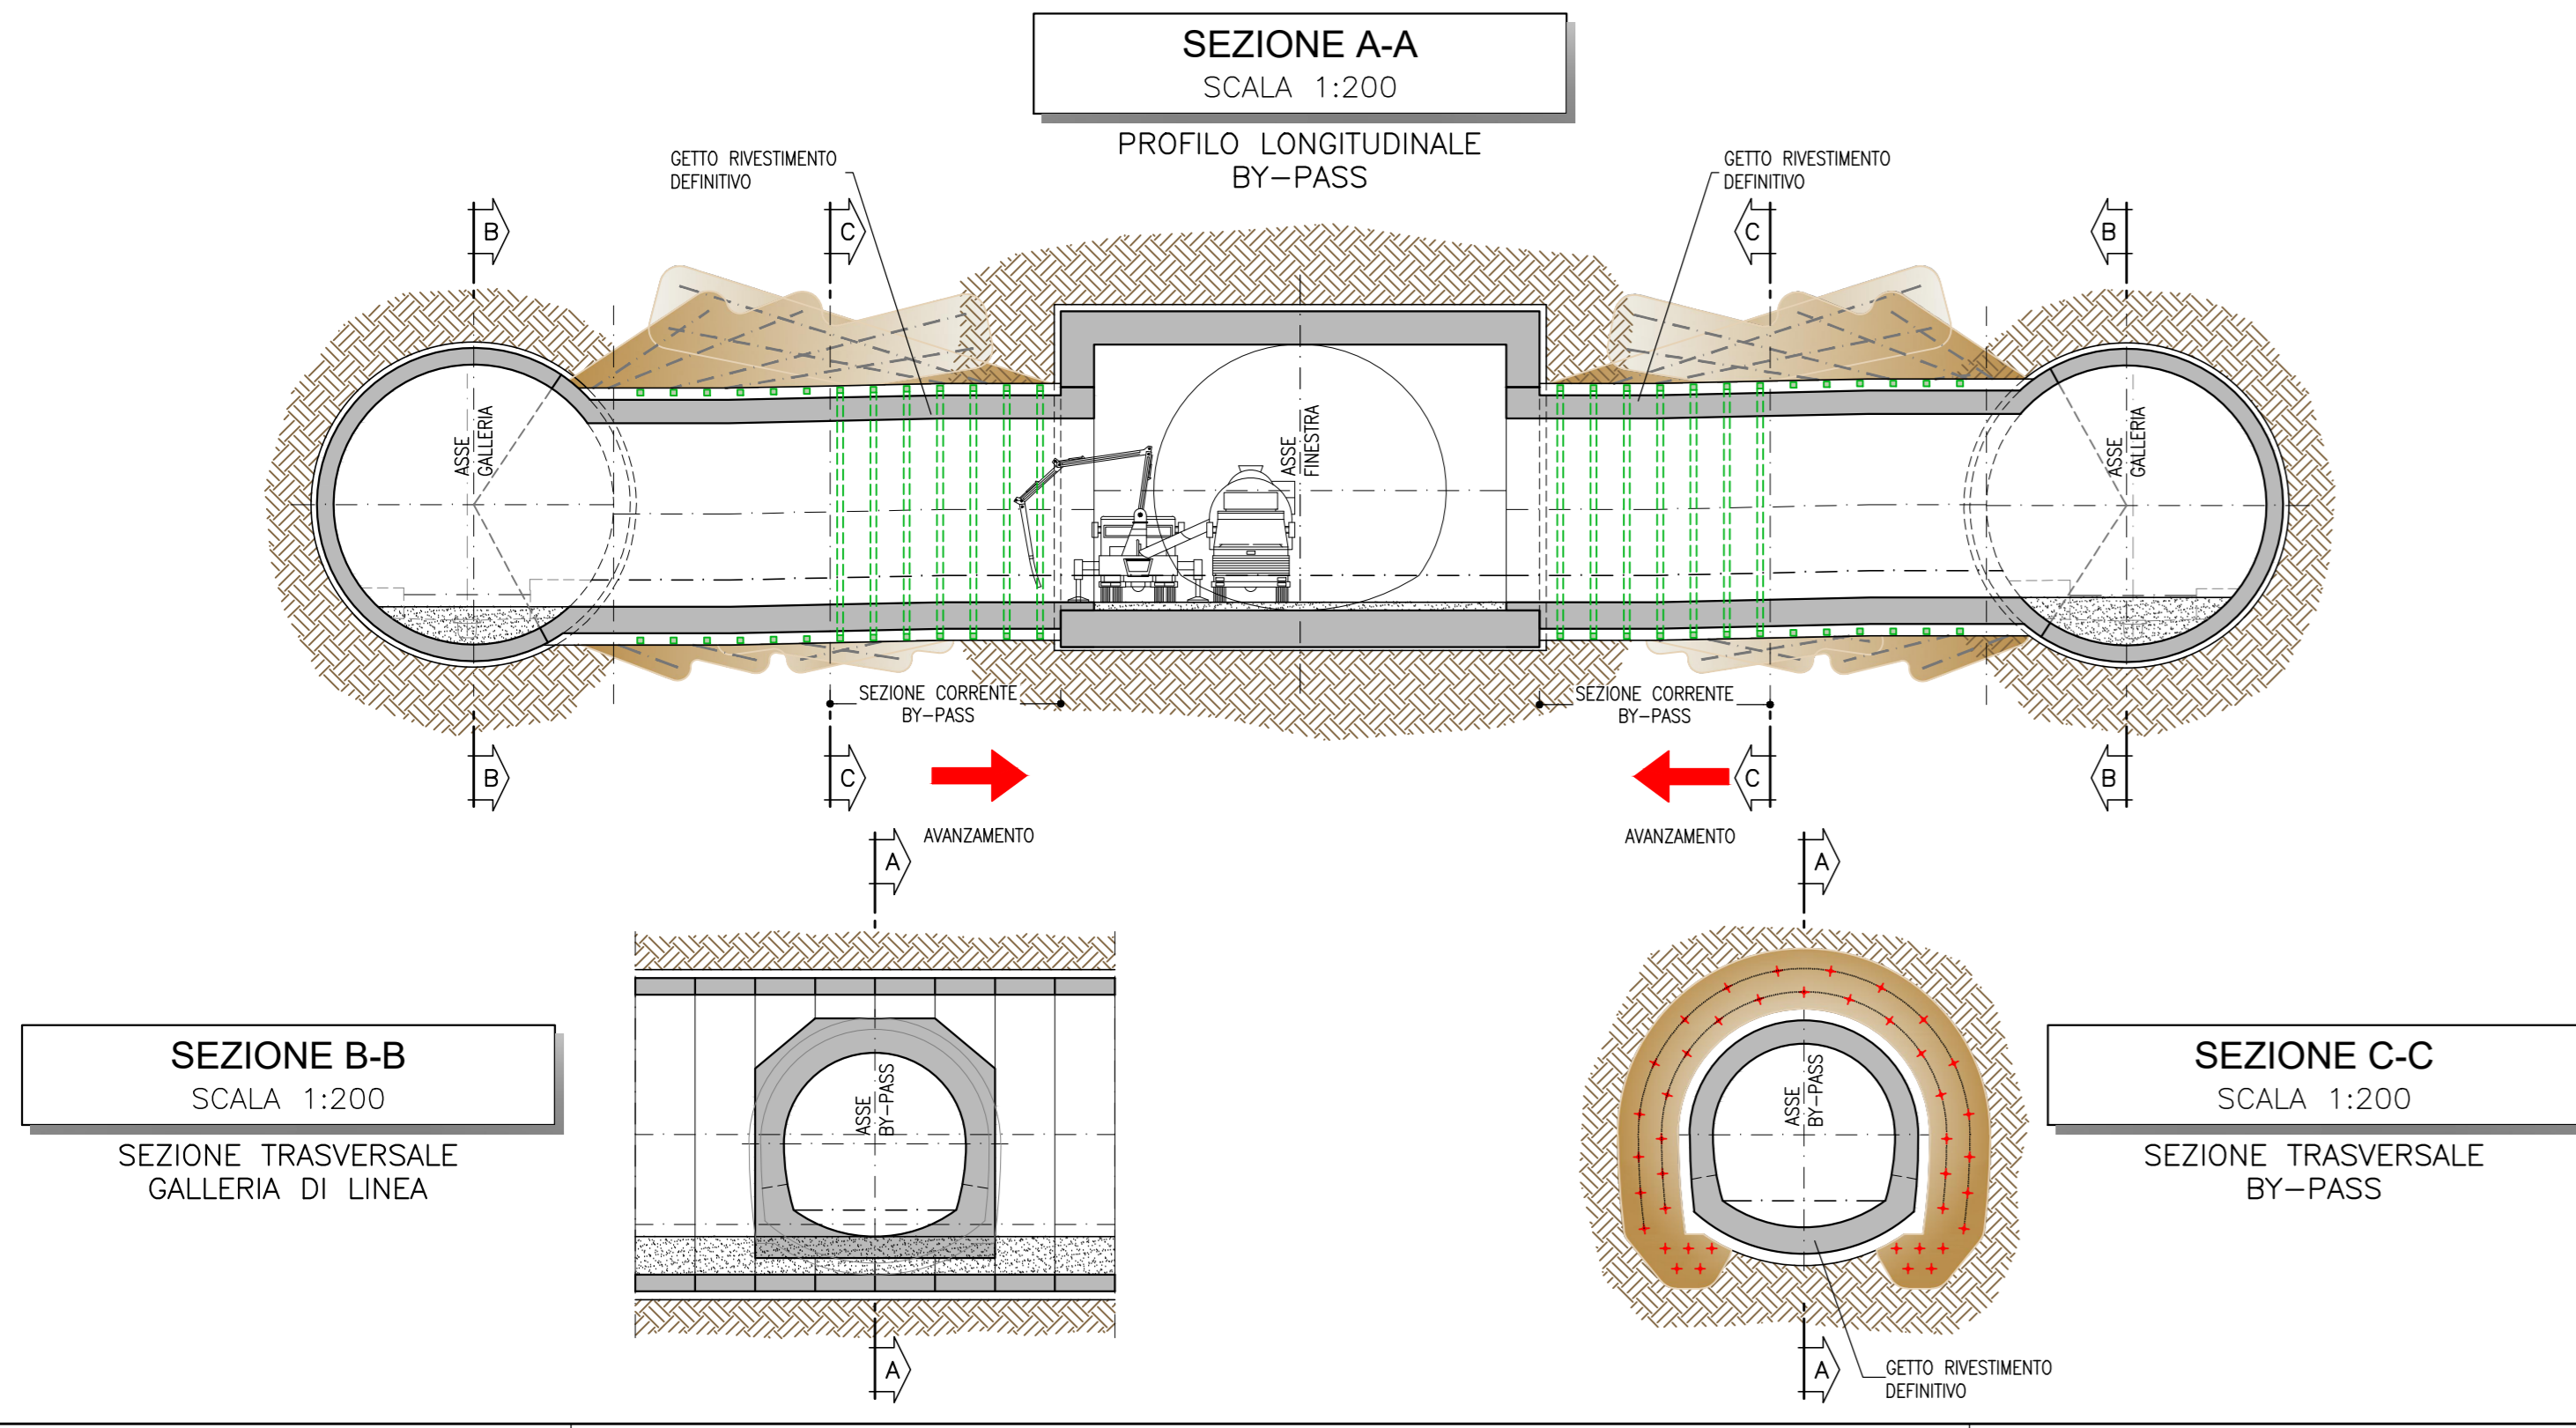 SEZIONE A-A
SCALA 1:200
PROFILO LONGITUDINALE
BY-PASS
GETTO RIVESTIMENTO
DEFINITIVO
GETTO RIVESTIMENTO
DEFINITIVO
B
C
C
B
ASSE
GALLERIA
ASSE
FINESTRA
ASSE
GALLERIA
SEZIONE CORRENTE
BY-PASS
SEZIONE CORRENTE
BY-PASS
B
C
C
B
AVANZAMENTO
AVANZAMENTO
A
A
SEZIONE B-B
SCALA 1:200
SEZIONE TRASVERSALE
GALLERIA DI LINEA
ASSE
BY-PASS
ASSE
BY-PASS
SEZIONE C-C
SCALA 1:200
SEZIONE TRASVERSALE
BY-PASS
A
A
GETTO RIVESTIMENTO
DEFINITIVO